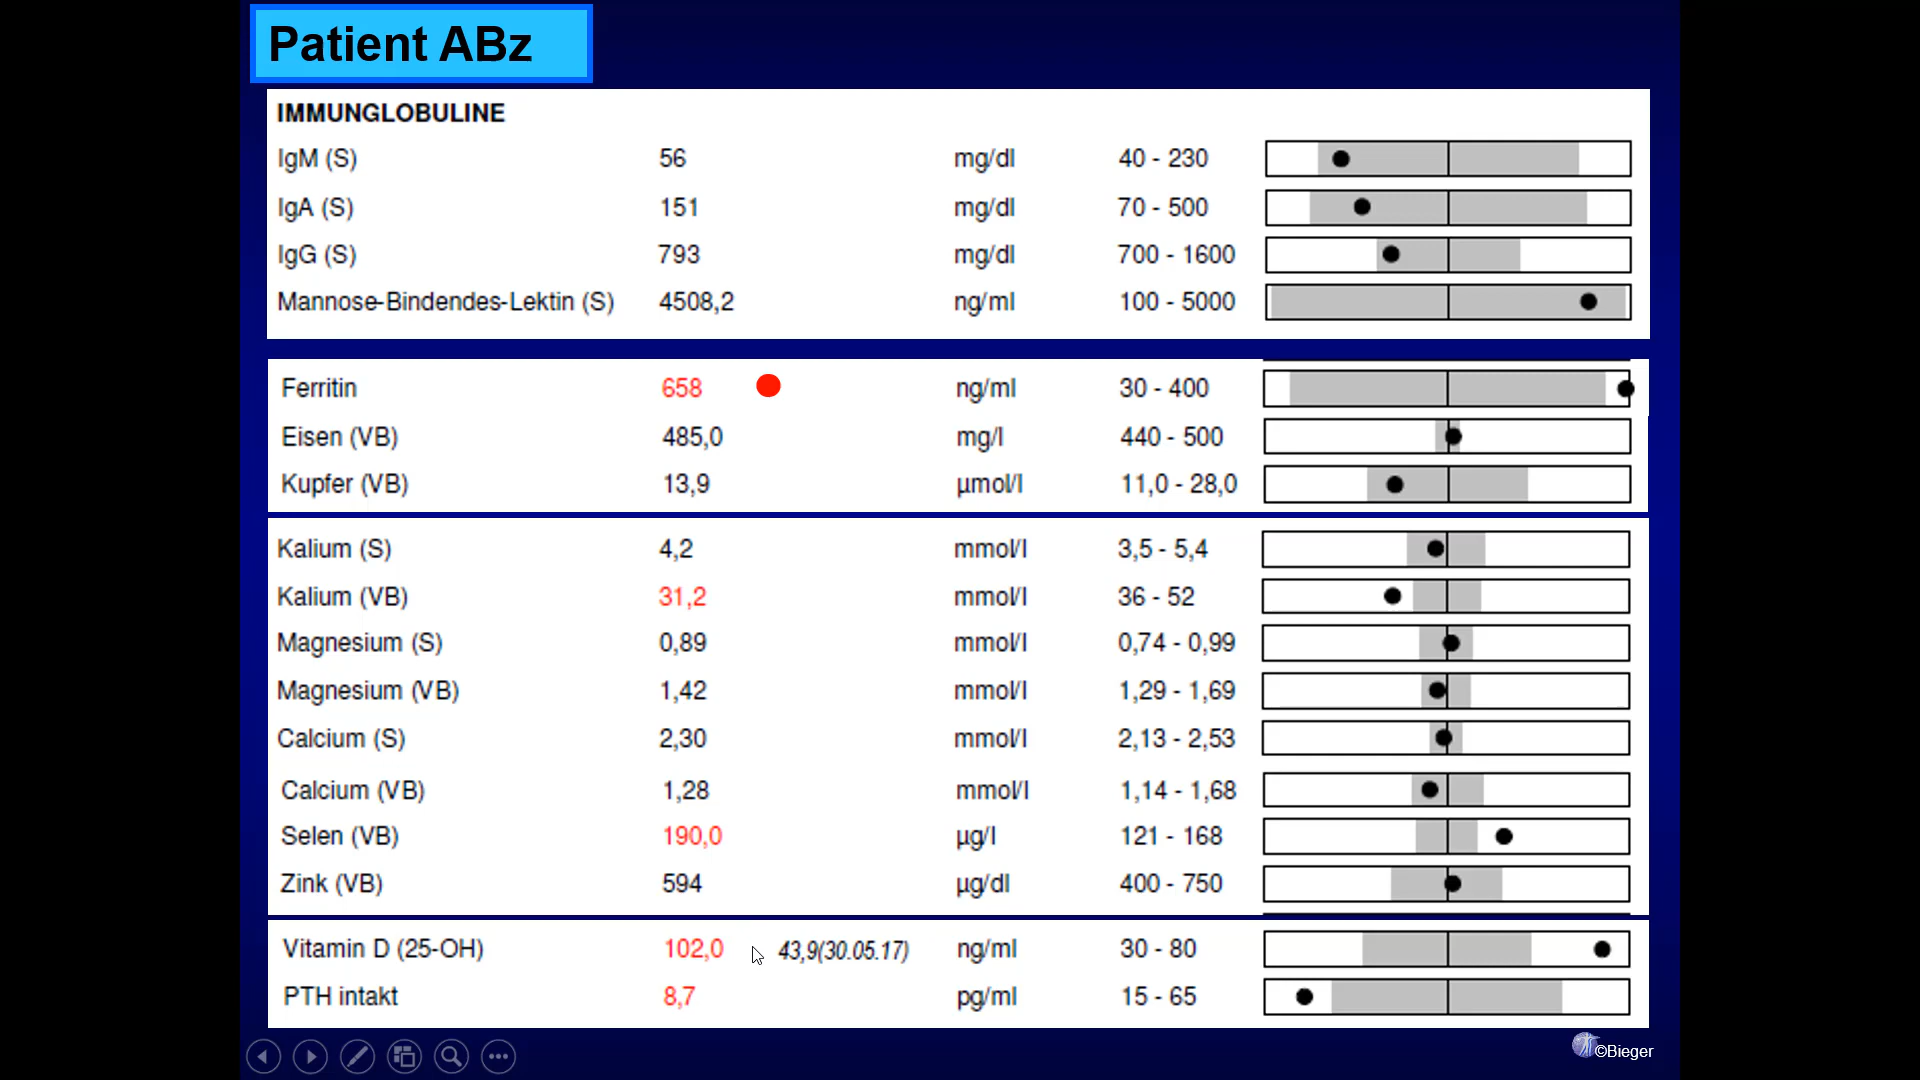 Patient ABz
IMMUNGLOBULINE
IgM (S) 56 mg/dl 40 - 230
IgA (S) 151 mg/dl 70 - 500
IgG (S) 793 mg/dl 700 - 1600
Mannose-Bindendes-Lektin (S) 4508,2 ng/ml 100 - 5000
Ferritin 658 ng/ml 30 - 400
Eisen (VB) 485,0 mg/l 440 - 500
Kupfer (VB) 13,9 µmol/l 11,0 - 28,0
Kalium (S) 4,2 mmol/l 3,5 - 5,4
Kalium (VB) 31,2 mmol/l 36 - 52
Magnesium (S) 0,89 mmol/l 0,74 - 0,99
Magnesium (VB) 1,42 mmol/l 1,29 - 1,69
Calcium (S) 2,30 mmol/l 2,13 - 2,53
Calcium (VB) 1,28 mmol/l 1,14 - 1,68
Selen (VB) 190,0 µg/l 121 - 168
Zink (VB) 594 µg/dl 400 - 750
Vitamin D (25-OH) 102,0 43,9(30.05.17) ng/ml 30 - 80
PTH intakt 8,7 pg/ml 15 - 65
©Bieger